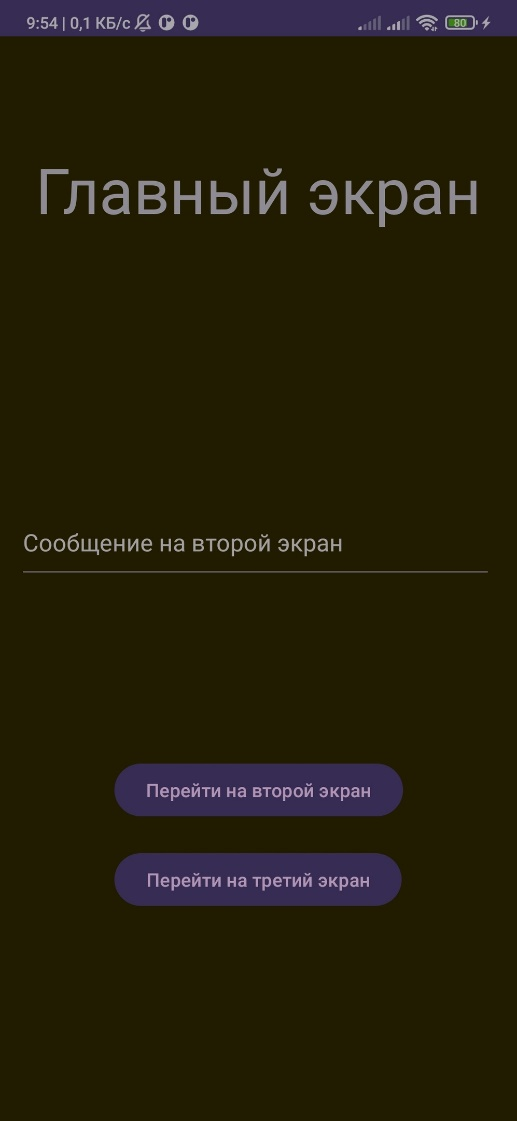 9:54 | 0,1 КБ/с 80
Главный экран
Сообщение на второй экран
Перейти на второй экран
Перейти на третий экран